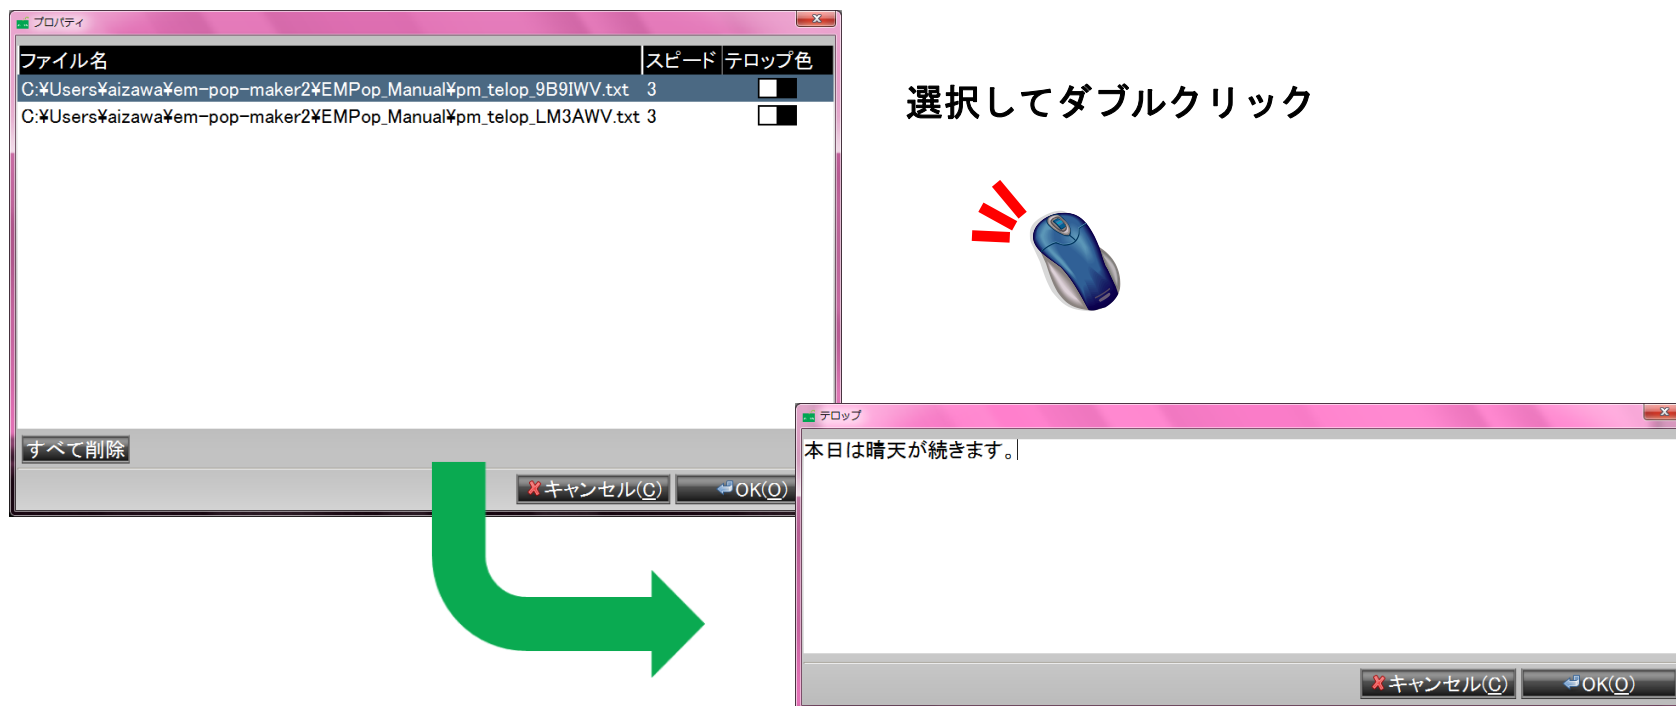 プロパティ
ファイル名 スピード テロップ色
C:¥Users¥aizawa¥em-pop-maker2¥EMPop_Manual¥pm_telop_9B9IWV.txt 3
C:¥Users¥aizawa¥em-pop-maker2¥EMPop_Manual¥pm_telop_LM3AWV.txt 3
すべて削除
キャンセル(C) OK(O)
選択してダブルクリック
テロップ
本日は晴天が続きます。
キャンセル(C) OK(O)